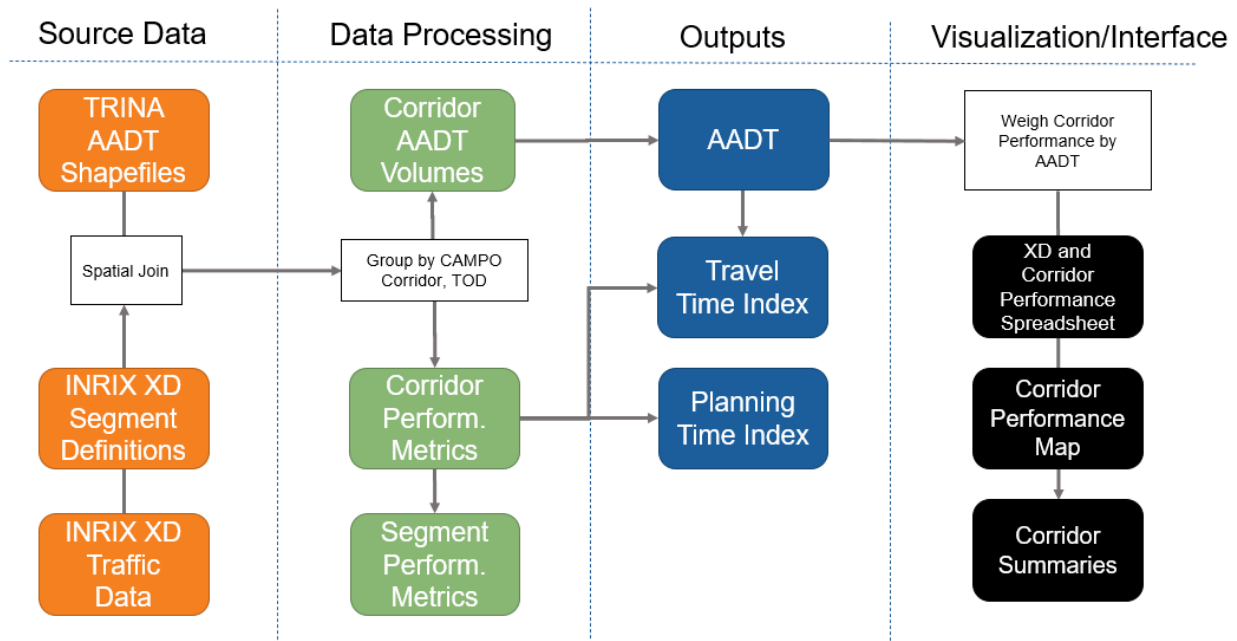 Source Data
Data Processing
Outputs
Visualization/Interface
TRINA
AADT
Shapefiles
Spatial Join
INRIX XD
Segment
Definitions
INRIX XD
Traffic
Data
Corridor
AADT
Volumes
Group by CAMPO
Corridor, TOD
Corridor
Perform.
Metrics
Segment
Perform.
Metrics
AADT
Travel
Time Index
Planning
Time Index
Weigh Corridor
Performance by
AADT
XD and
Corridor
Performance
Spreadsheet
Corridor
Performance
Map
Corridor
Summaries